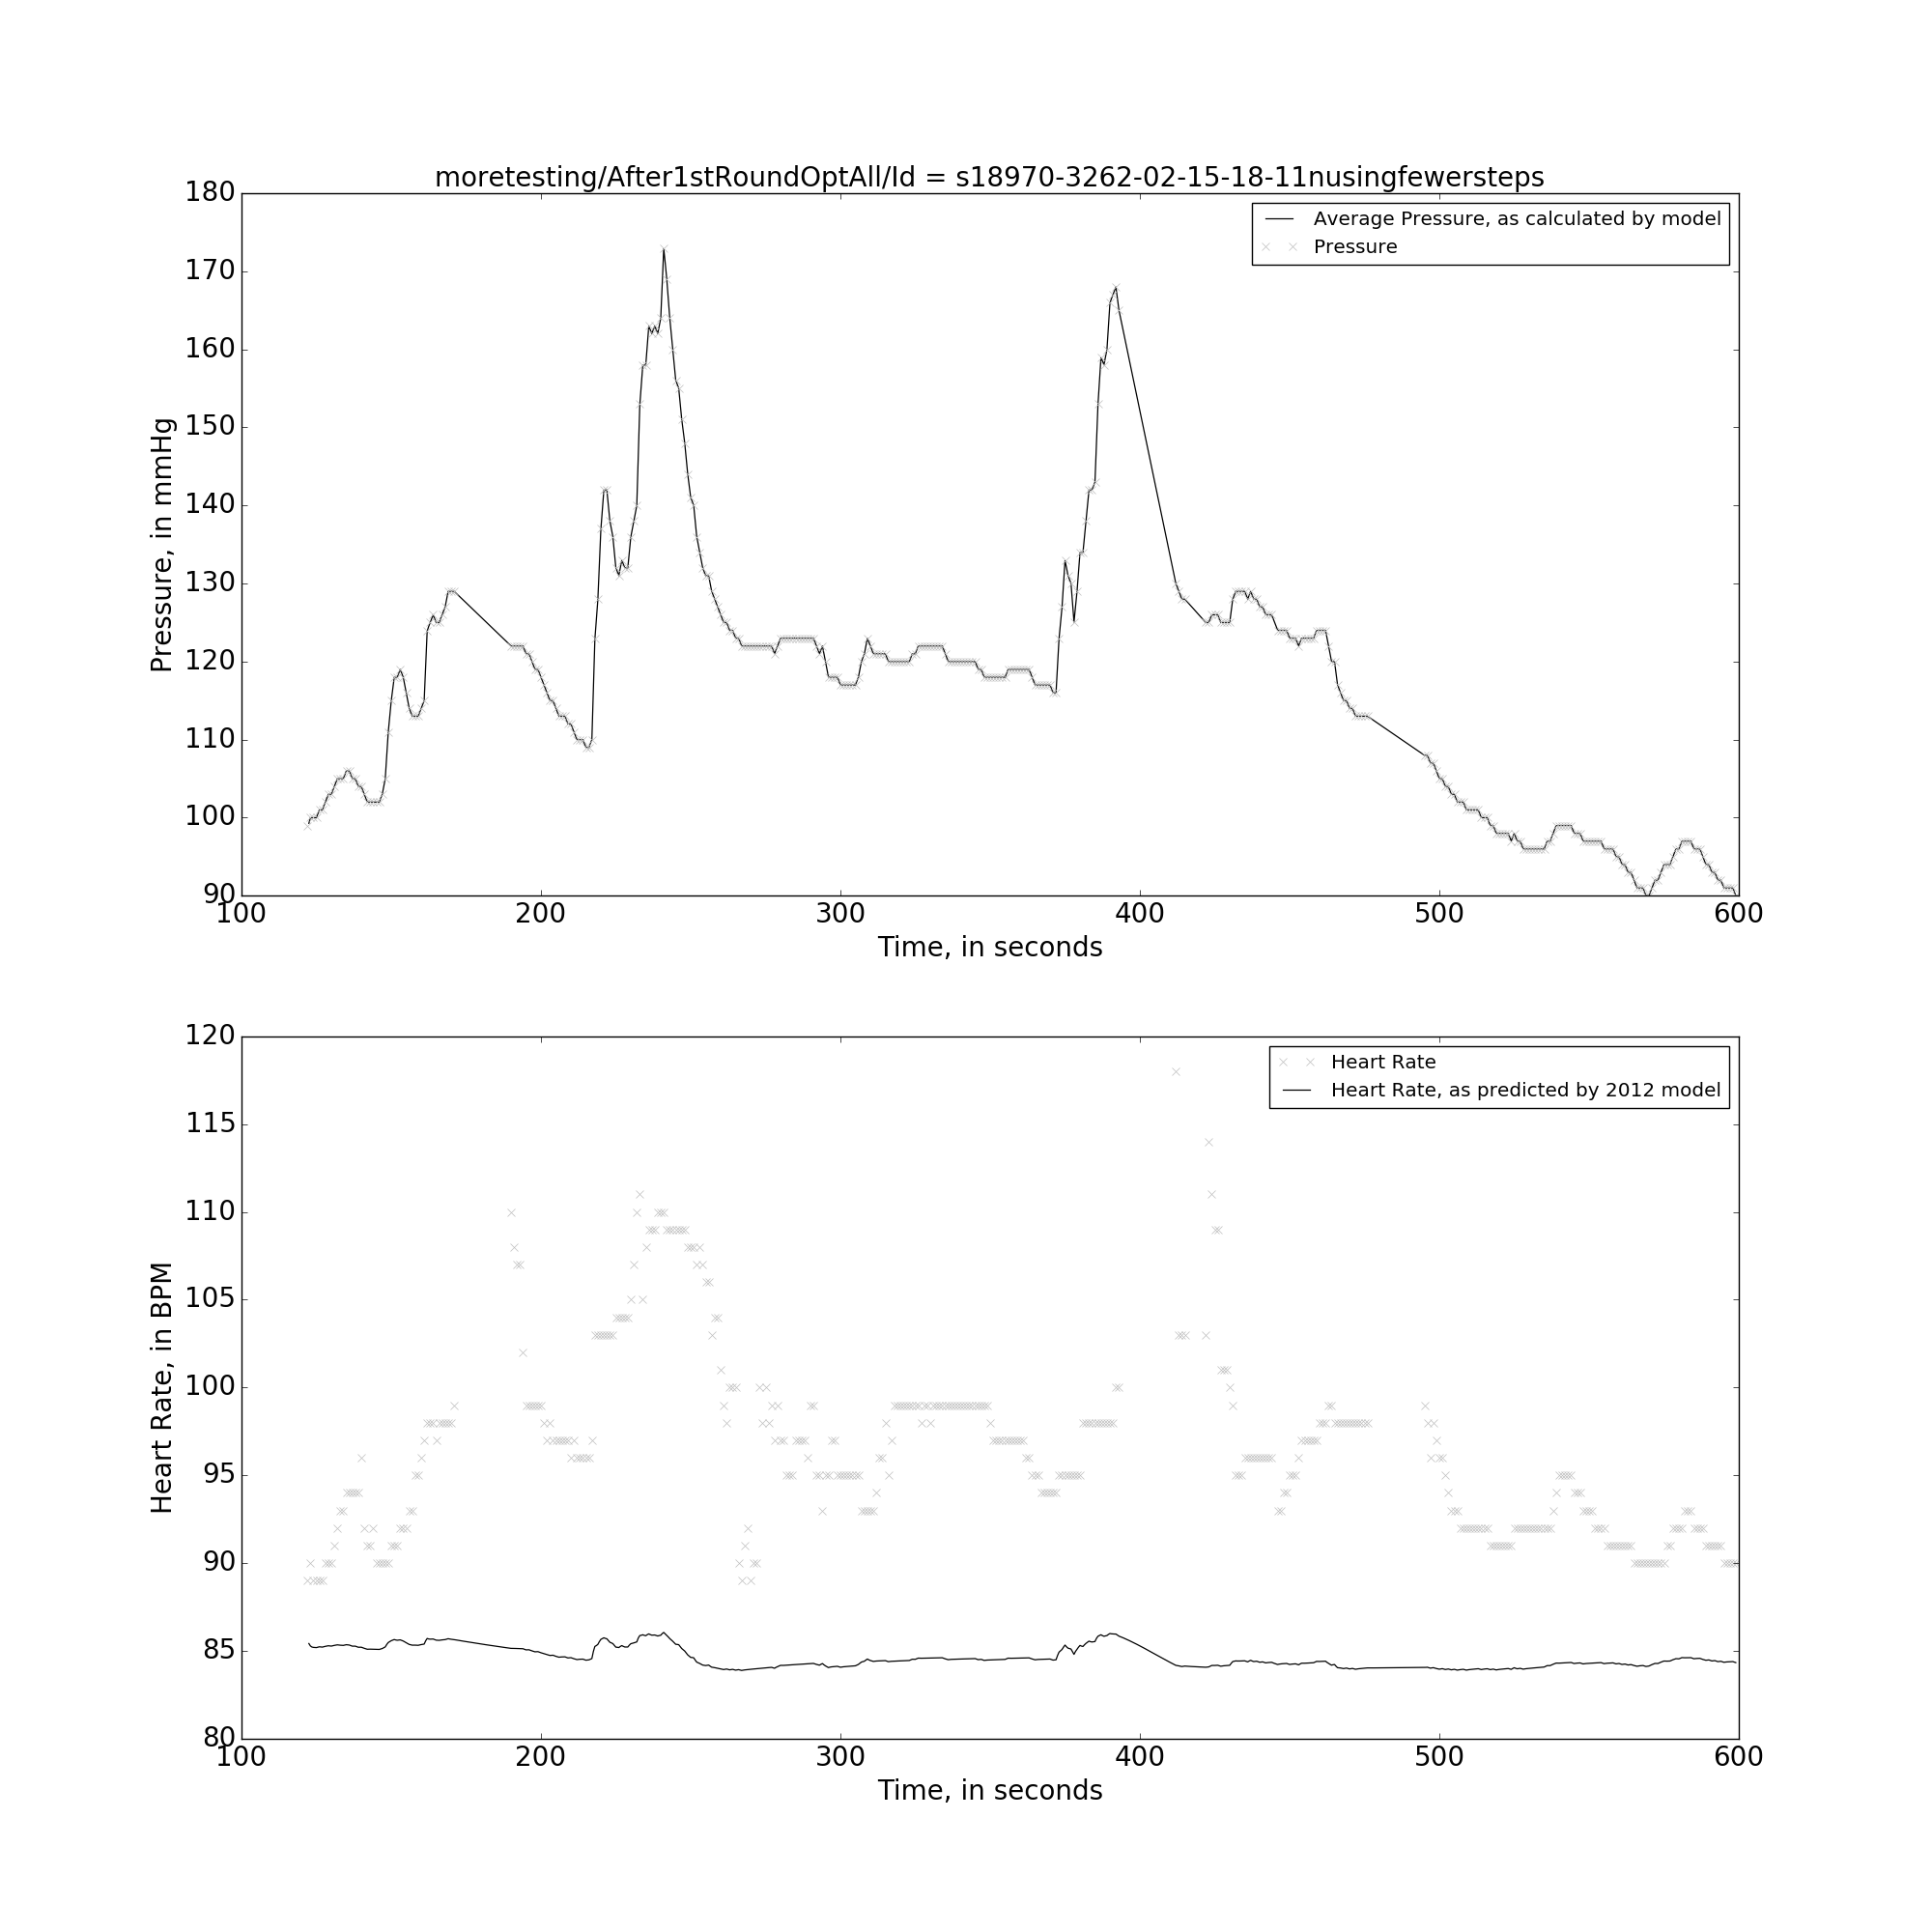 moretesting/After1stRoundOptAll/Id = s18970-3262-02-15-18-11nusingfewersteps
180
170
160
150
140
130
120
110
100
90
Pressure, in mmHg
Average Pressure, as calculated by model
Pressure
100 200 300 400 500 600
Time, in seconds
120
115
110
105
100
95
90
85
80
Heart Rate, in BPM
Heart Rate
Heart Rate, as predicted by 2012 model
100 200 300 400 500 600
Time, in seconds